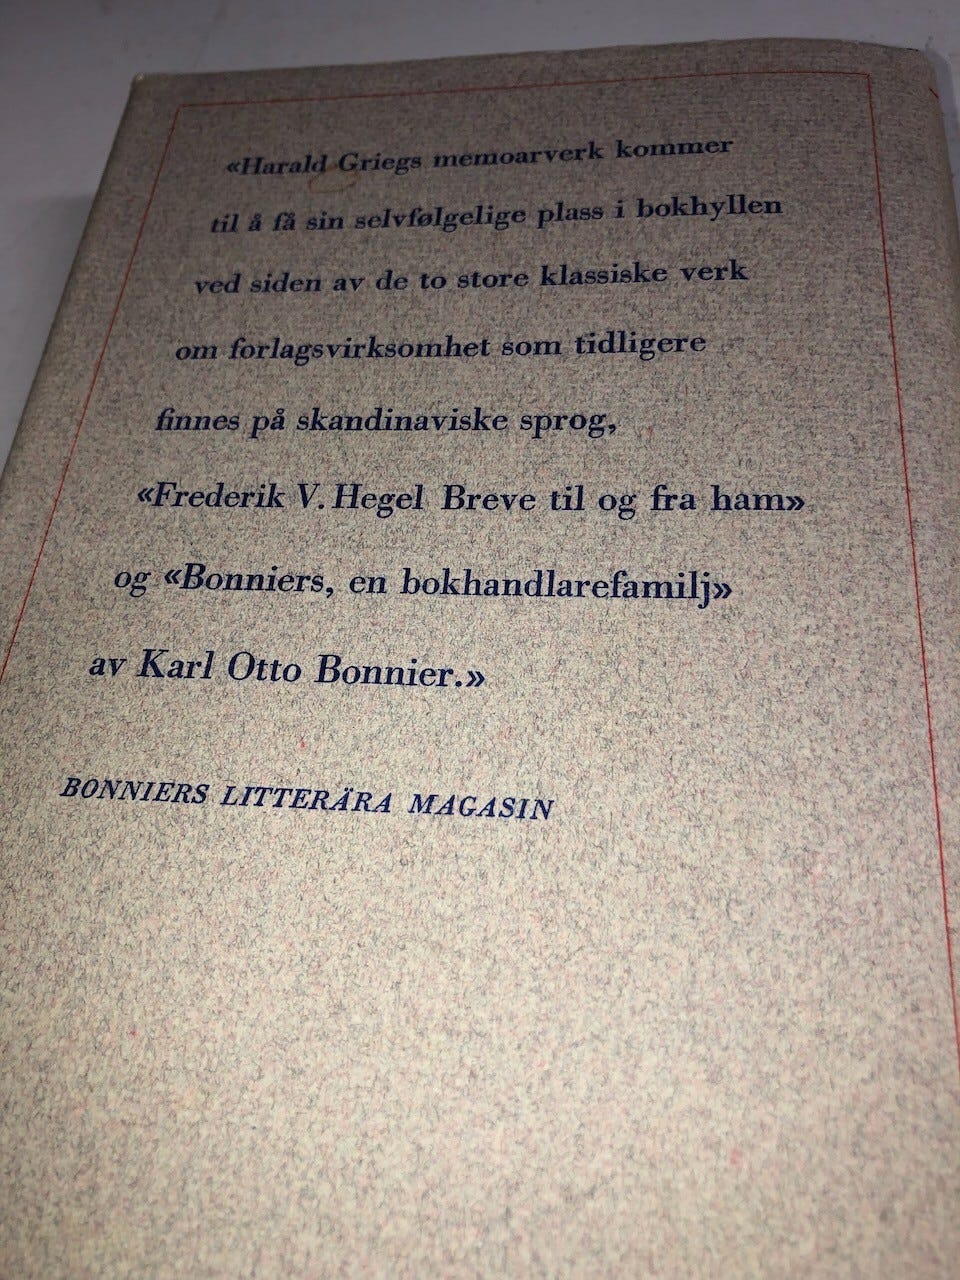 «Harald Griegs memoarverk kommer
til å få sin selvfølgelige plass i bokhyllen
ved siden av de to store klassiske verk
om forlagsvirksomhet som tidligere
finnes på skandinaviske sprog,
«Frederik V. Hegel Breve til og fra ham»
og «Bonniers, en bokhandlarefamilj»
av Karl Otto Bonnier.»
BONNIERS LITTERÄRA MAGASIN